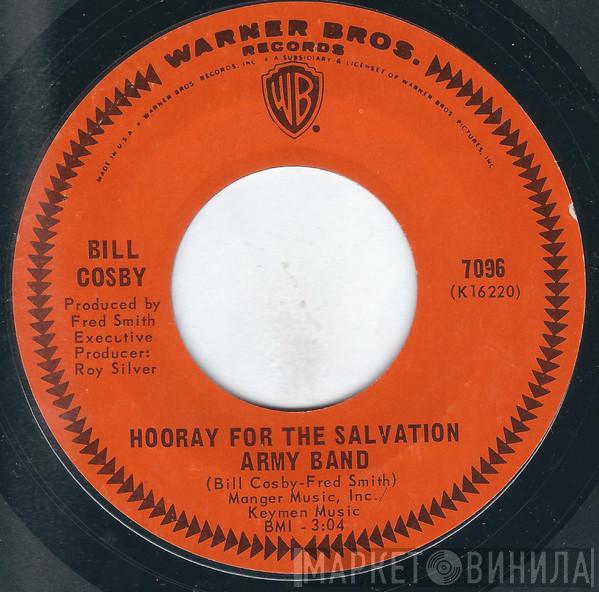 WARNER BROS.
RECORDS
MADE IN U.S.A. • WARNER BROS. RECORDS, INC. • A SUBSIDIARY & LICENSEE OF WARNER BROS. PICTURES, INC.
WB
BILL
COSBY
7096
(K16220)
Produced by
Fred Smith
Executive
Producer:
Roy Silver
HOORAY FOR THE SALVATION
ARMY BAND
(Bill Cosby-Fred Smith)
Manger Music, Inc./
Keymen Music
BMI - 3:04
МАРКЕТ ВИНИЛА